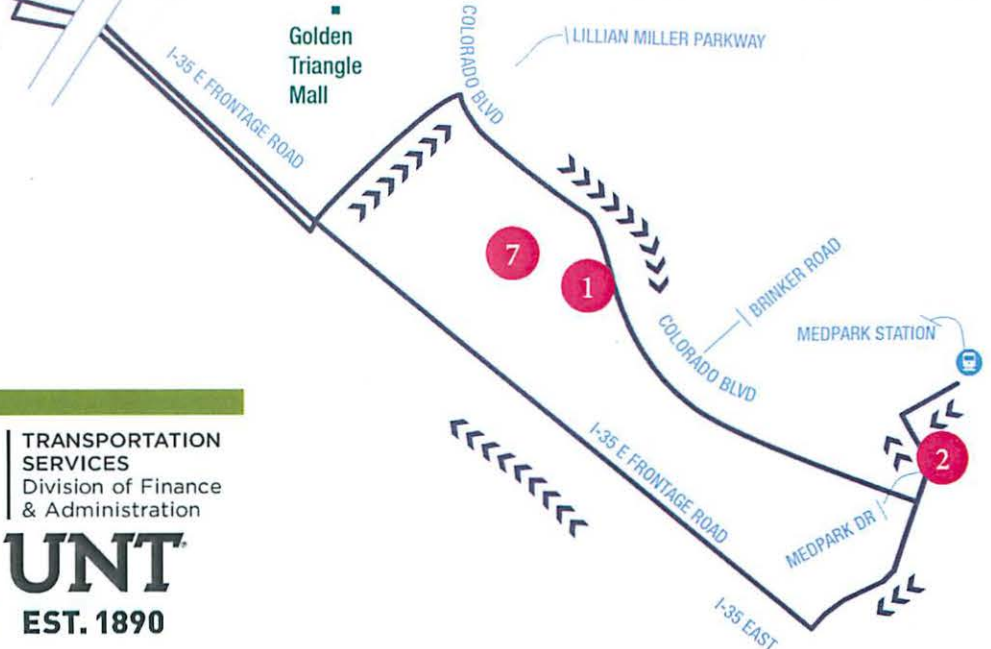 Golden
Triangle
Mall
COLORADO BLVD
LILLIAN MILLER PARKWAY
I-35 E FRONTAGE ROAD
7
1
BRINKER ROAD
COLORADO BLVD
MEDPARK STATION
2
I-35 E FRONTAGE ROAD
MEDPARK DR
I-35 EAST
TRANSPORTATION
SERVICES
Division of Finance
& Administration
UNT
EST. 1890